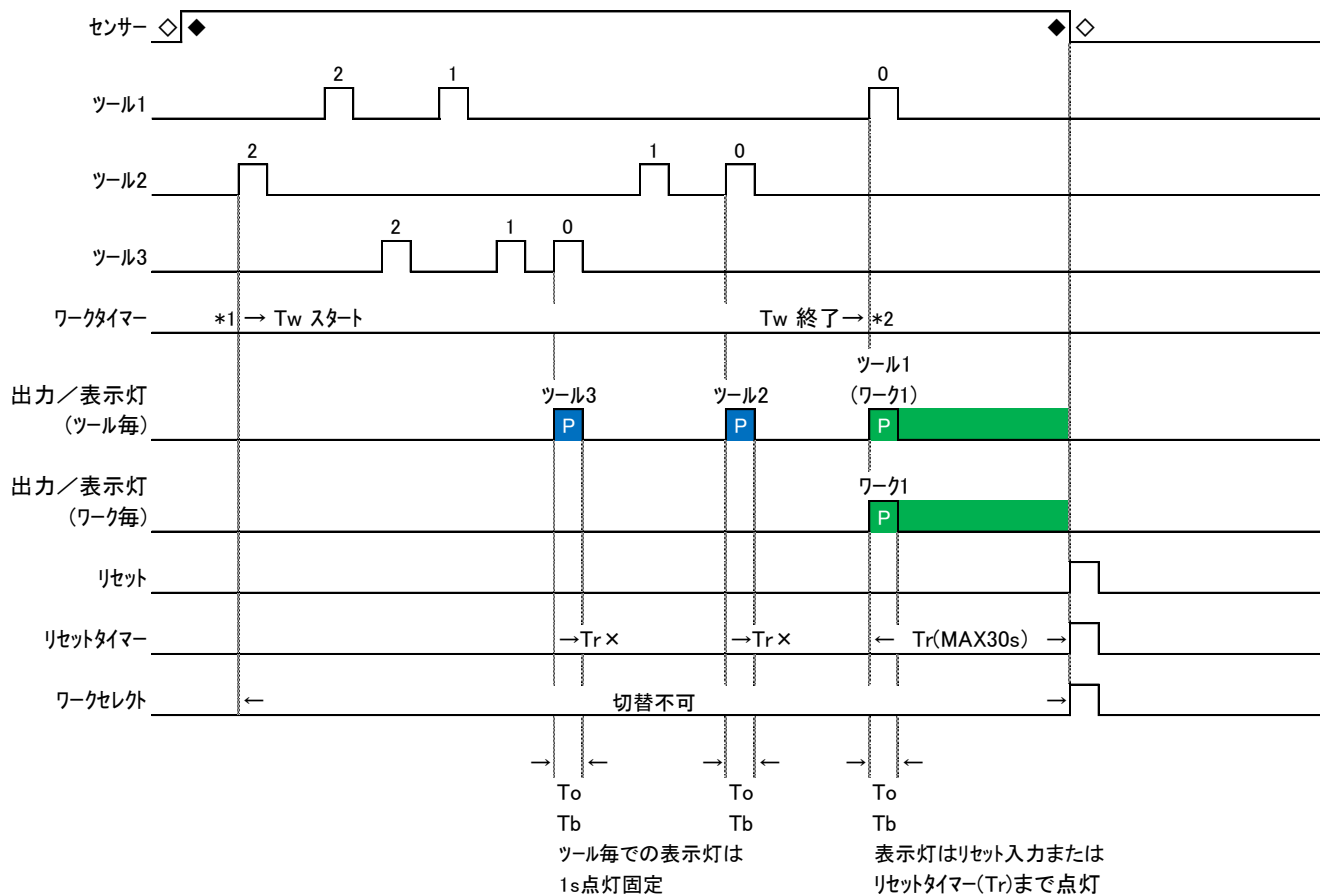 センサー ◇ ◆ ◆ ◇
2 1 0
ツール1
2 1 0
ツール2
2 1 0
ツール3
ワークタイマー *1 → Tw スタート Tw 終了→ *2
出力／表示灯
(ツール毎)
ツール3 ツール2 ツール1
(ワーク1)
P P P
出力／表示灯
(ワーク毎)
ワーク1
P
リセット
リセットタイマー →Tr× →Tr× ← Tr(MAX30s) →
ワークセレクト ← 切替不可 →
→ ← → ← → ←
To To To
Tb Tb Tb
ツール毎での表示灯は
1s点灯固定
表示灯はリセット入力または
リセットタイマー(Tr)まで点灯